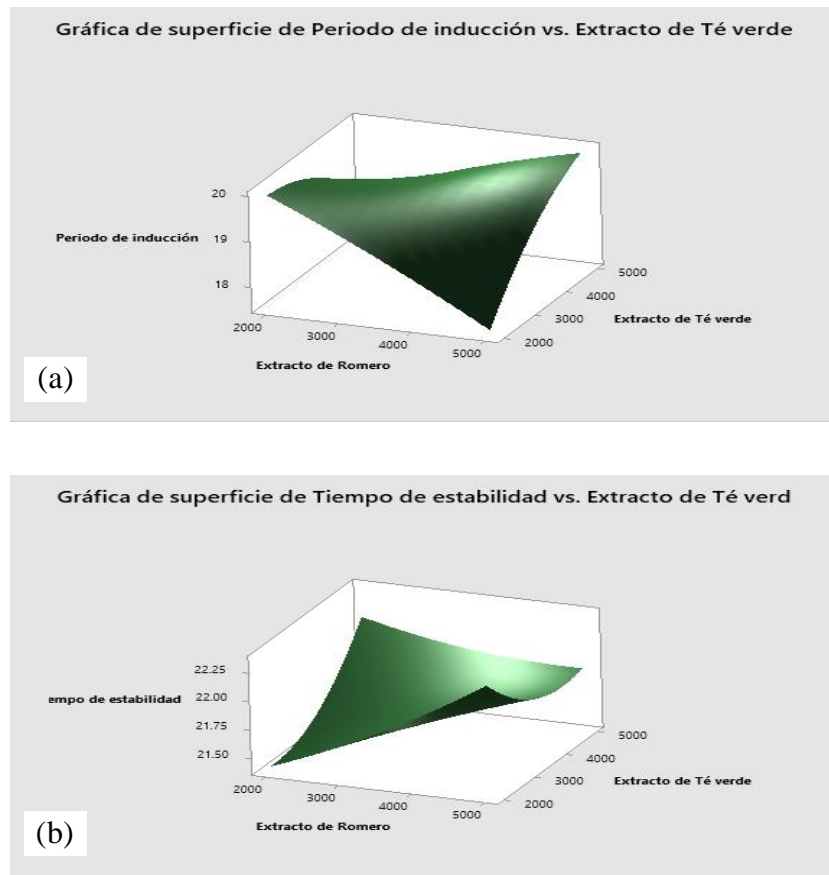 Gráfica de superficie de Periodo de inducción vs. Extracto de Té verde
20
Periodo de inducción 19
18
2000
3000
4000
5000
Extracto de Romero
2000
3000
4000
5000
Extracto de Té verde
(a)
Gráfica de superficie de Tiempo de estabilidad vs. Extracto de Té verd
22.25
empo de estabilidad 22.00
21.75
21.50
2000
3000
4000
5000
Extracto de Romero
2000
3000
4000
5000
Extracto de Té verde
(b)